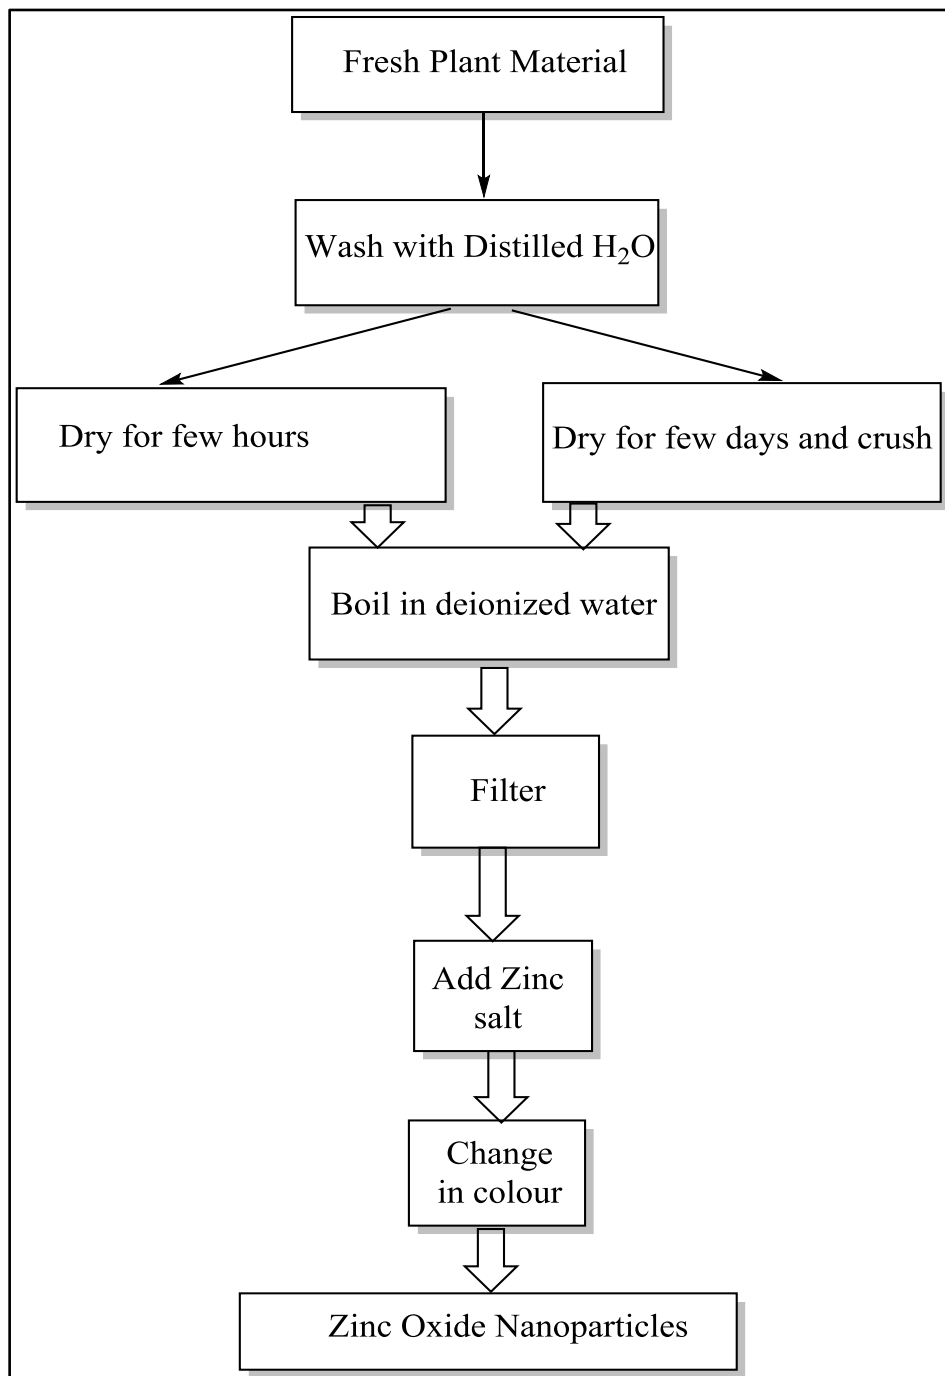 Fresh Plant Material
Wash with Distilled H₂O
Dry for few hours
Dry for few days and crush
Boil in deionized water
Filter
Add Zinc
salt
Change
in colour
Zinc Oxide Nanoparticles